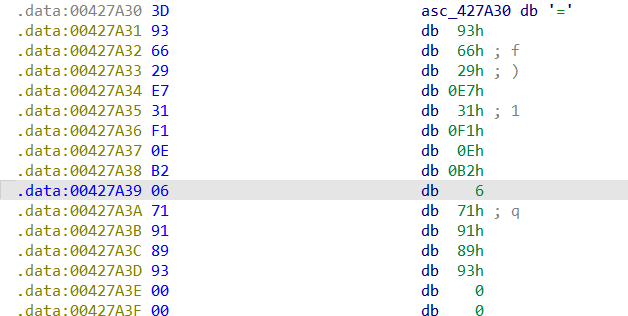 .data:00427A30 3D asc_427A30 db '='
.data:00427A31 93 db 93h
.data:00427A32 66 db 66h ; f
.data:00427A33 29 db 29h ; )
.data:00427A34 E7 db 0E7h
.data:00427A35 31 db 31h ; 1
.data:00427A36 F1 db 0F1h
.data:00427A37 0E db 0Eh
.data:00427A38 B2 db 0B2h
.data:00427A39 06 db 6
.data:00427A3A 71 db 71h ; q
.data:00427A3B 91 db 91h
.data:00427A3C 89 db 89h
.data:00427A3D 93 db 93h
.data:00427A3E 00 db 0
.data:00427A3F 00 db 0